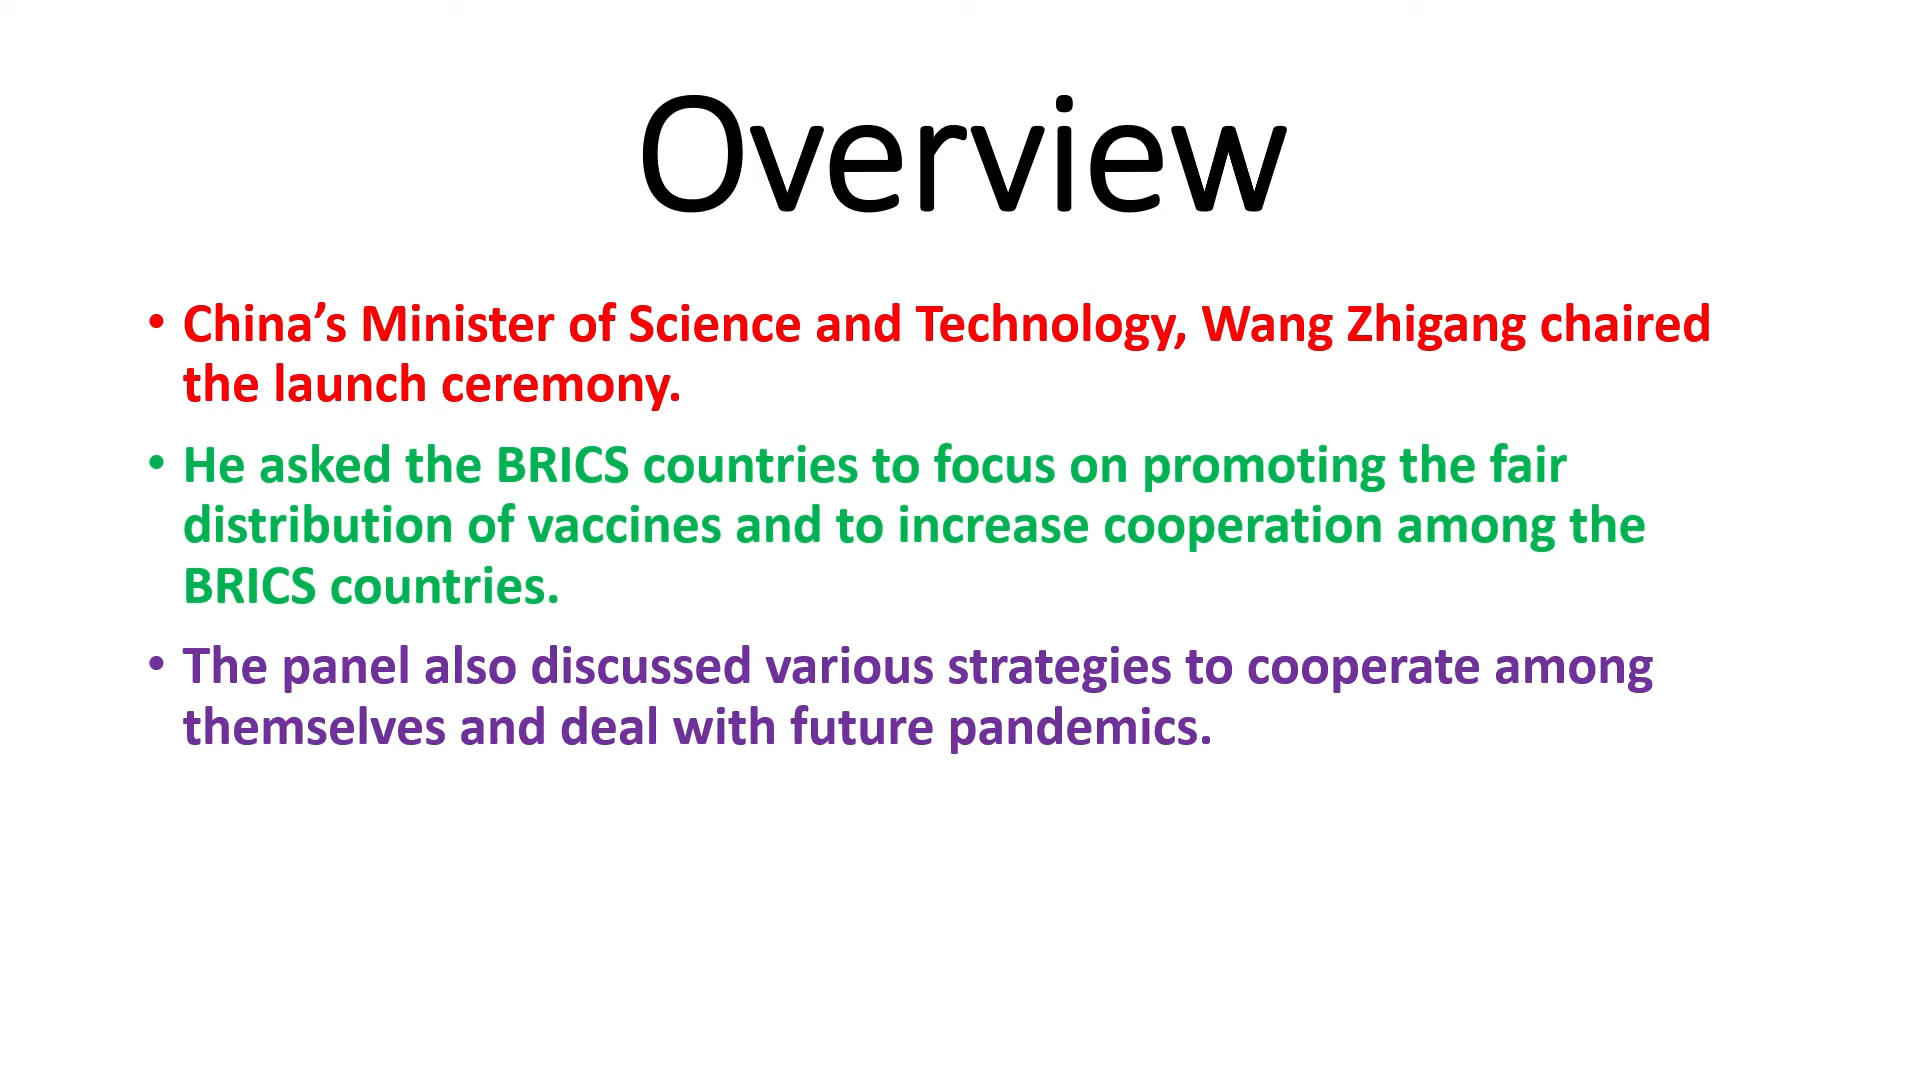 Overview
• China’s Minister of Science and Technology, Wang Zhigang chaired
the launch ceremony.
• He asked the BRICS countries to focus on promoting the fair
distribution of vaccines and to increase cooperation among the
BRICS countries.
• The panel also discussed various strategies to cooperate among
themselves and deal with future pandemics.